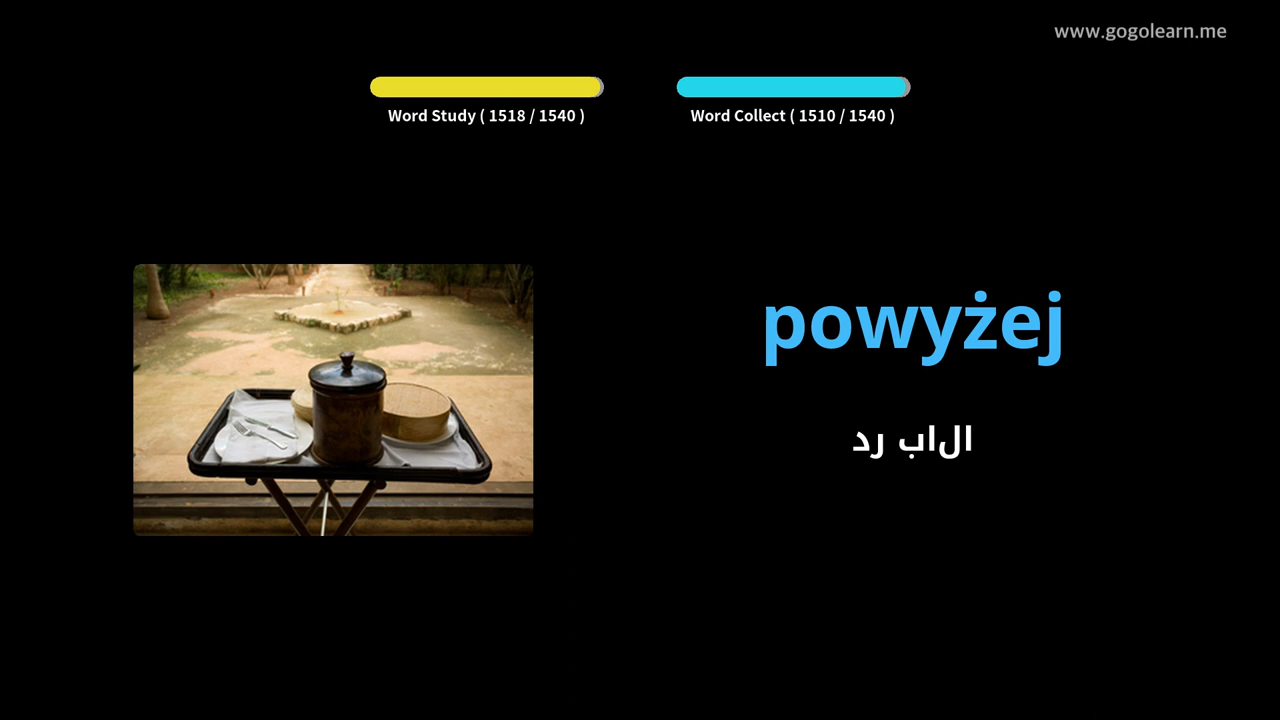 www.gogolearn.me
Word Study ( 1518 / 1540 )
Word Collect ( 1510 / 1540 )
powyżej
الاب رد